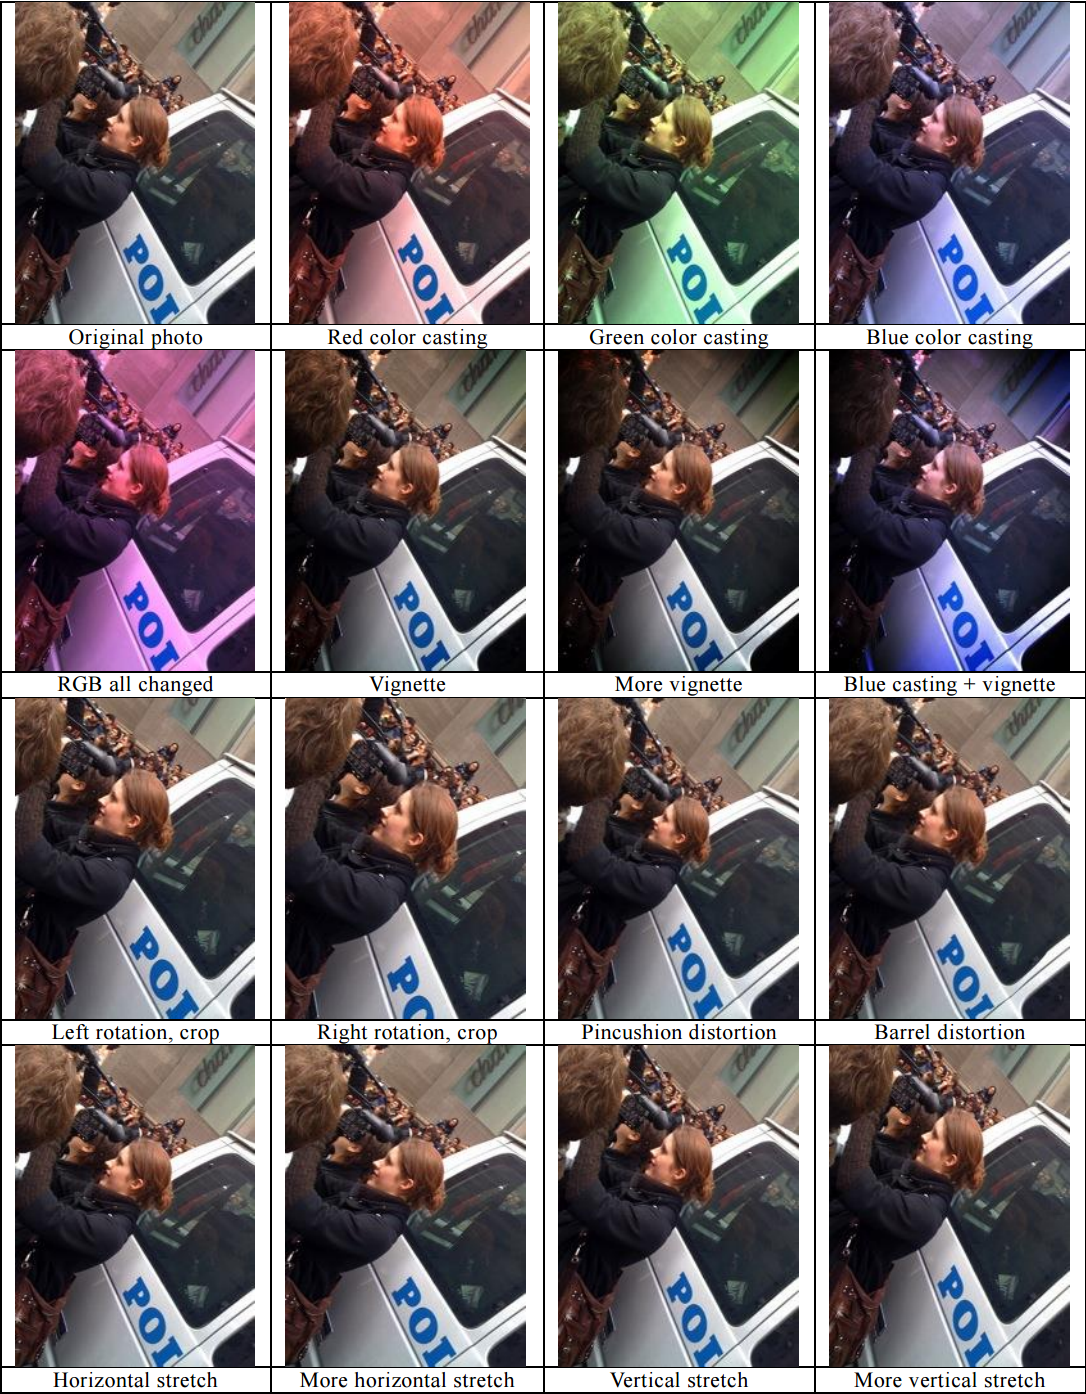 Original photo
Red color casting
Green color casting
Blue color casting
RGB all changed
Vignette
More vignette
Blue casting + vignette
Left rotation, crop
Right rotation, crop
Pincushion distortion
Barrel distortion
Horizontal stretch
More horizontal stretch
Vertical stretch
More vertical stretch